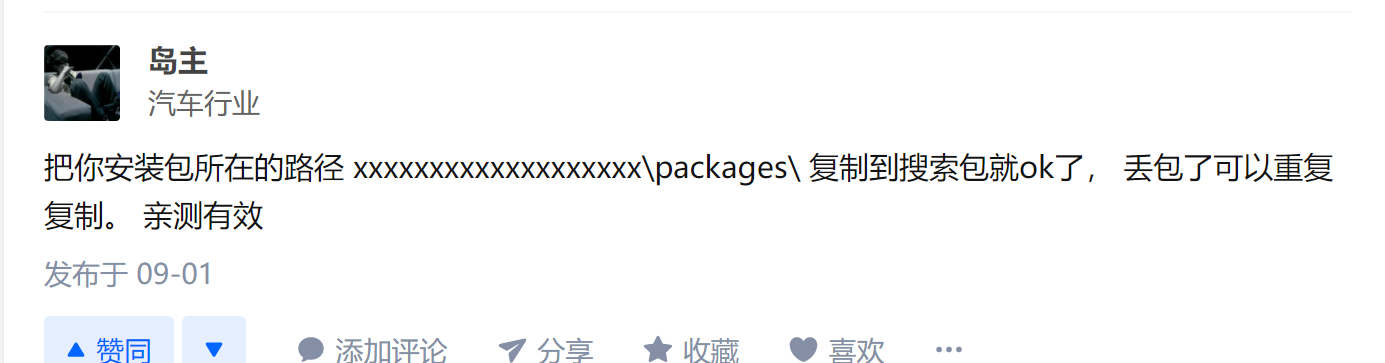 岛主
汽车行业
把你安装包所在的路径 xxxxxxxxxxxxxxxxxxx\packages\ 复制到搜索包就ok了， 丢包了可以重复
复制。 亲测有效
发布于 09-01
赞同 添加评论 分享 收藏 喜欢